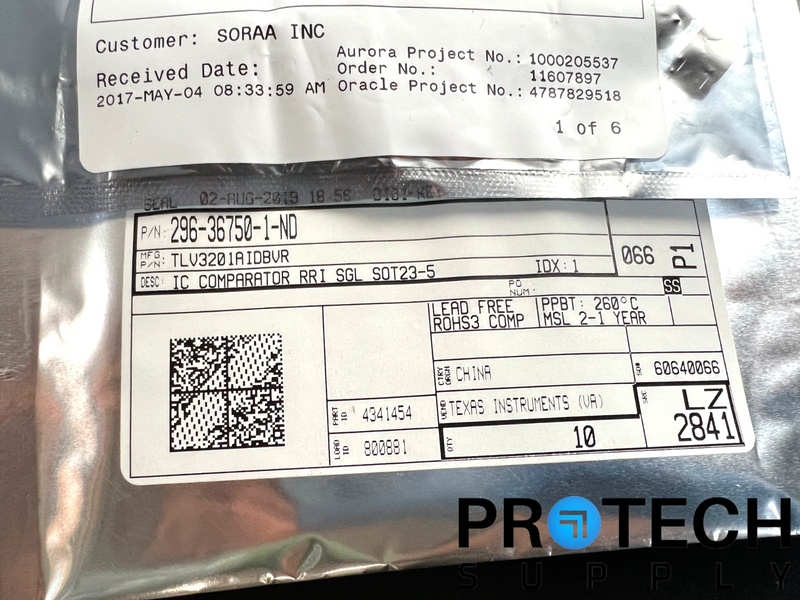 Customer: SORAA INC
Received Date:
2017-MAY-04 08:33:59 AM
Aurora Project No.: 1000205537
Order No.: 11607897
Oracle Project No.: 4787829518
1 of 6
SEAL 02-AUG-2019 18 56
P/N: 296-36750-1-ND
MFG P/N: TLV3201AIDBVR
DESC: IC COMPARATOR RRI SGL SOT23-5 IDX: 1
066 P1
PO NUM:
SS
LEAD FREE
ROHS3 COMP
PPBT: 260°C
MSL 2-1 YEAR
CTRY ORGN CHINA
60640066
PART ID 4341454
VEND TEXAS INSTRUMENTS (VA)
LOAD ID 800881
QTY 10
LZ
2841
PROTECH
SUPPLY